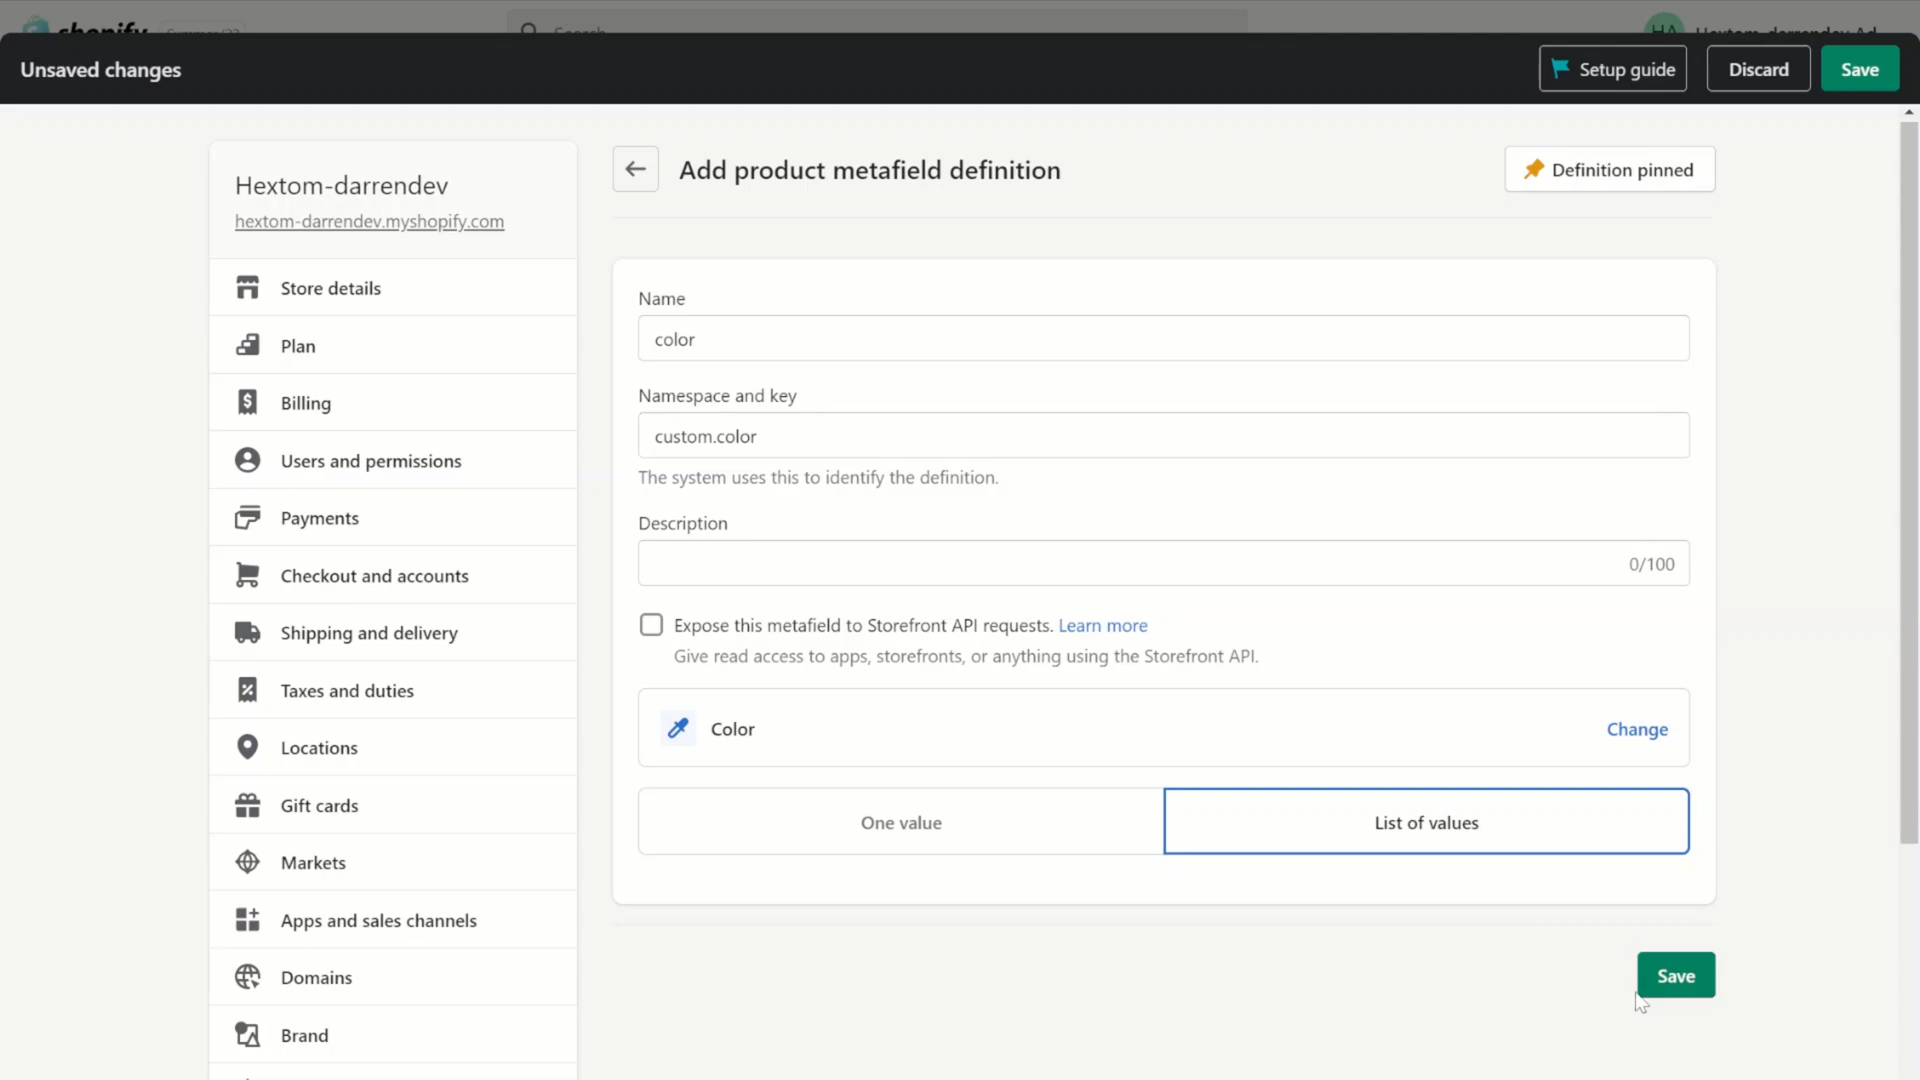 shopify
Search
Unsaved changes
Setup guide
Discard
Save
Hextom-darrendev
hextom-darrendev.myshopify.com
Store details
Plan
Billing
Users and permissions
Payments
Checkout and accounts
Shipping and delivery
Taxes and duties
Locations
Gift cards
Markets
Apps and sales channels
Domains
Brand
Add product metafield definition
Definition pinned
Name
color
Namespace and key
custom.color
The system uses this to identify the definition.
Description
0/100
Expose this metafield to Storefront API requests. Learn more
Give read access to apps, storefronts, or anything using the Storefront API.
Color
Change
One value
List of values
Save